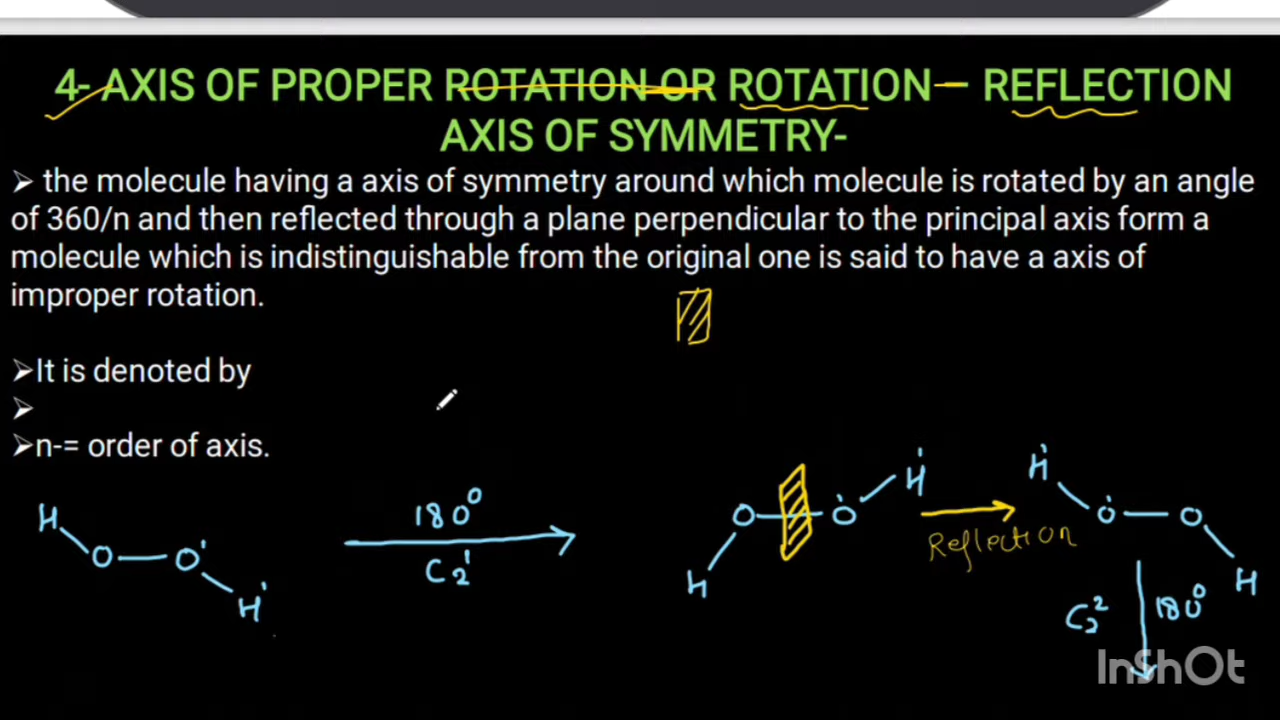 4- AXIS OF PROPER ROTATION OR ROTATION – REFLECTION
AXIS OF SYMMETRY-
➢ the molecule having a axis of symmetry around which molecule is rotated by an angle
of 360/n and then reflected through a plane perpendicular to the principal axis form a
molecule which is indistinguishable from the original one is said to have a axis of
improper rotation.
➢It is denoted by
➢
➢n-= order of axis.
H O — O' H'
180⁰
C₂¹
H O — O' H'
Reflection
H' O' — O H
C₂² 180⁰
InShOt